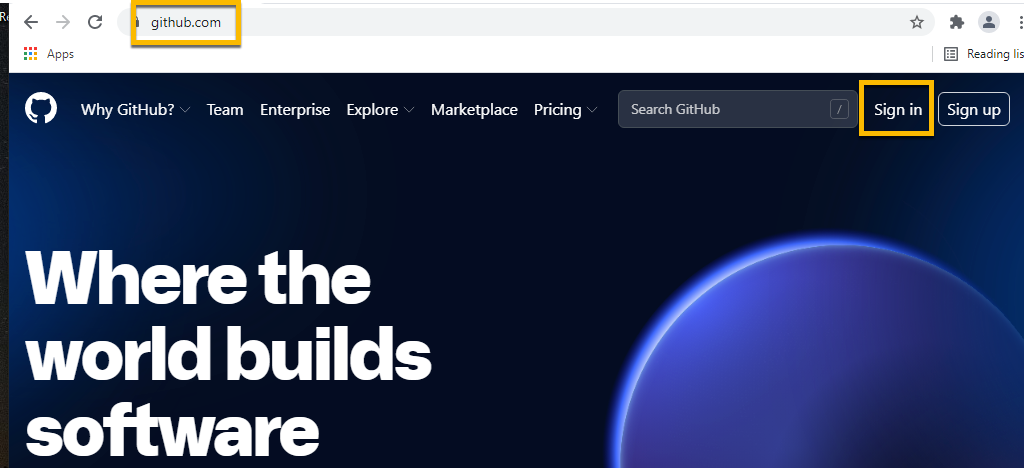 github.com
Apps
Reading lis
Why GitHub? Team Enterprise Explore Marketplace Pricing Search GitHub / Sign in Sign up
Where the
world builds
software